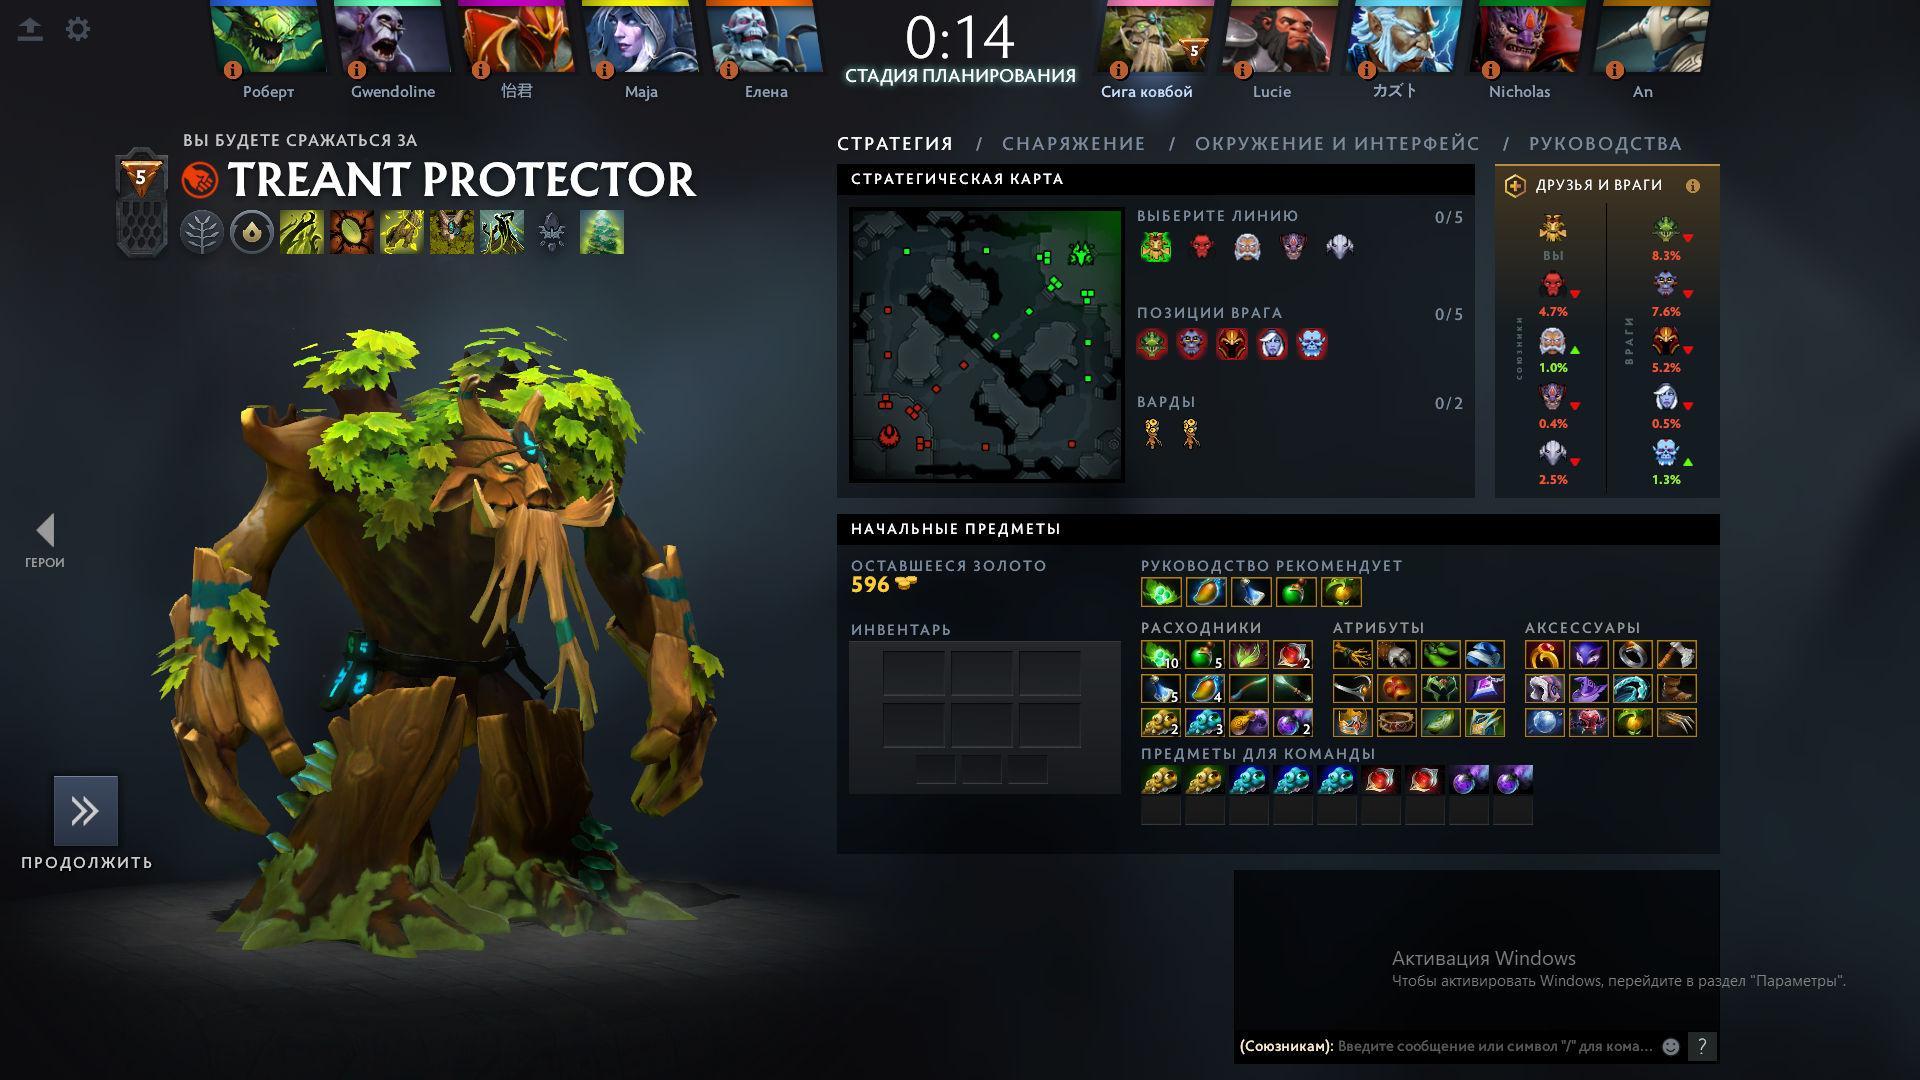 0:14
СТАДИЯ ПЛАНИРОВАНИЯ
5
Роберт
Gwendoline
怡君
Maja
Елена
Сига ковбой
Lucie
カズト
Nicholas
An
ВЫ БУДЕТЕ СРАЖАТЬСЯ ЗА
5
TREANT PROTECTOR
СТРАТЕГИЯ / СНАРЯЖЕНИЕ / ОКРУЖЕНИЕ И ИНТЕРФЕЙС / РУКОВОДСТВА
СТРАТЕГИЧЕСКАЯ КАРТА
ВЫБЕРИТЕ ЛИНИЮ 0/5
ПОЗИЦИИ ВРАГА 0/5
ВАРДЫ 0/2
ДРУЗЬЯ И ВРАГИ
СОЮЗНИКИ
ВРАГИ
ВЫ 8.3%
4.7% 7.6%
1.0% 5.2%
0.4% 0.5%
2.5% 1.3%
ГЕРОИ
ПРОДОЛЖИТЬ
НАЧАЛЬНЫЕ ПРЕДМЕТЫ
ОСТАВШЕЕСЯ ЗОЛОТО
596
ИНВЕНТАРЬ
РУКОВОДСТВО РЕКОМЕНДУЕТ
РАСХОДНИКИ
10 5 2
5 4
2 3 2
АТРИБУТЫ
АКСЕССУАРЫ
ПРЕДМЕТЫ ДЛЯ КОМАНДЫ
Активация Windows
Чтобы активировать Windows, перейдите в раздел "Параметры".
(Союзникам): Введите сообщение или символ "/" для кома...
?